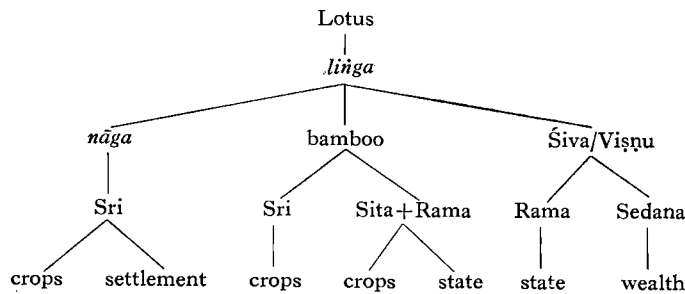 Lotus
liṅga
nāga bamboo Śiva/Viṣṇu
Sri Sri Sita+Rama Rama Sedana
crops settlement crops crops state state wealth